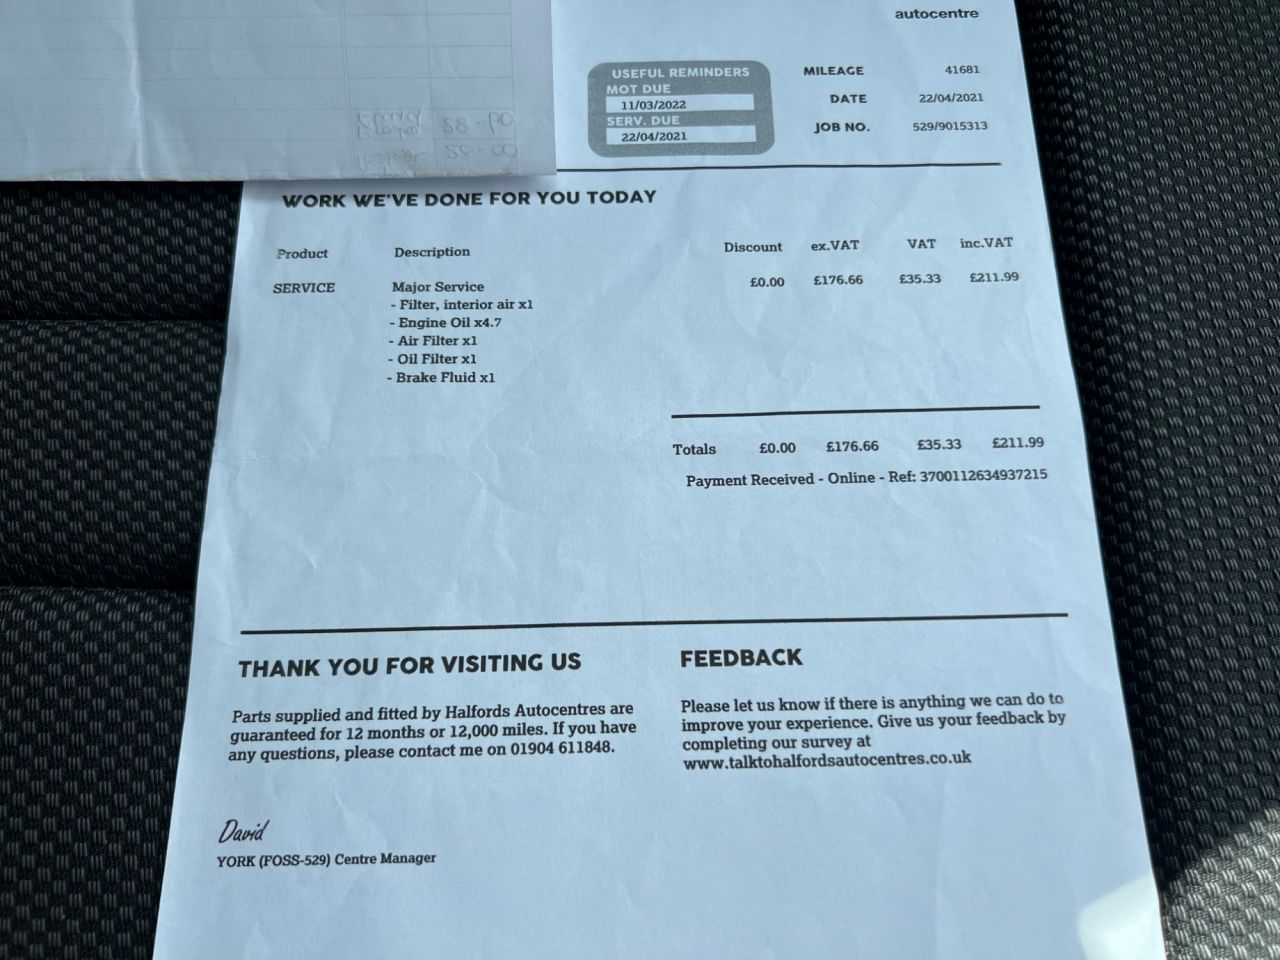 autocentre
USEFUL REMINDERS
MOT DUE
11/03/2022
SERV. DUE
22/04/2021
MILEAGE 41681
DATE 22/04/2021
JOB NO. 529/9015313
28.60
20.00
WORK WE'VE DONE FOR YOU TODAY
Product Description Discount ex.VAT VAT inc.VAT
SERVICE Major Service £0.00 £176.66 £35.33 £211.99
- Filter, interior air x1
- Engine Oil x4.7
- Air Filter x1
- Oil Filter x1
- Brake Fluid x1
Totals £0.00 £176.66 £35.33 £211.99
Payment Received - Online - Ref: 3700112634937215
THANK YOU FOR VISITING US
Parts supplied and fitted by Halfords Autocentres are
guaranteed for 12 months or 12,000 miles. If you have
any questions, please contact me on 01904 611848.
FEEDBACK
Please let us know if there is anything we can do to
improve your experience. Give us your feedback by
completing our survey at
www.talktohalfordsautocentres.co.uk
David
YORK (FOSS-529) Centre Manager